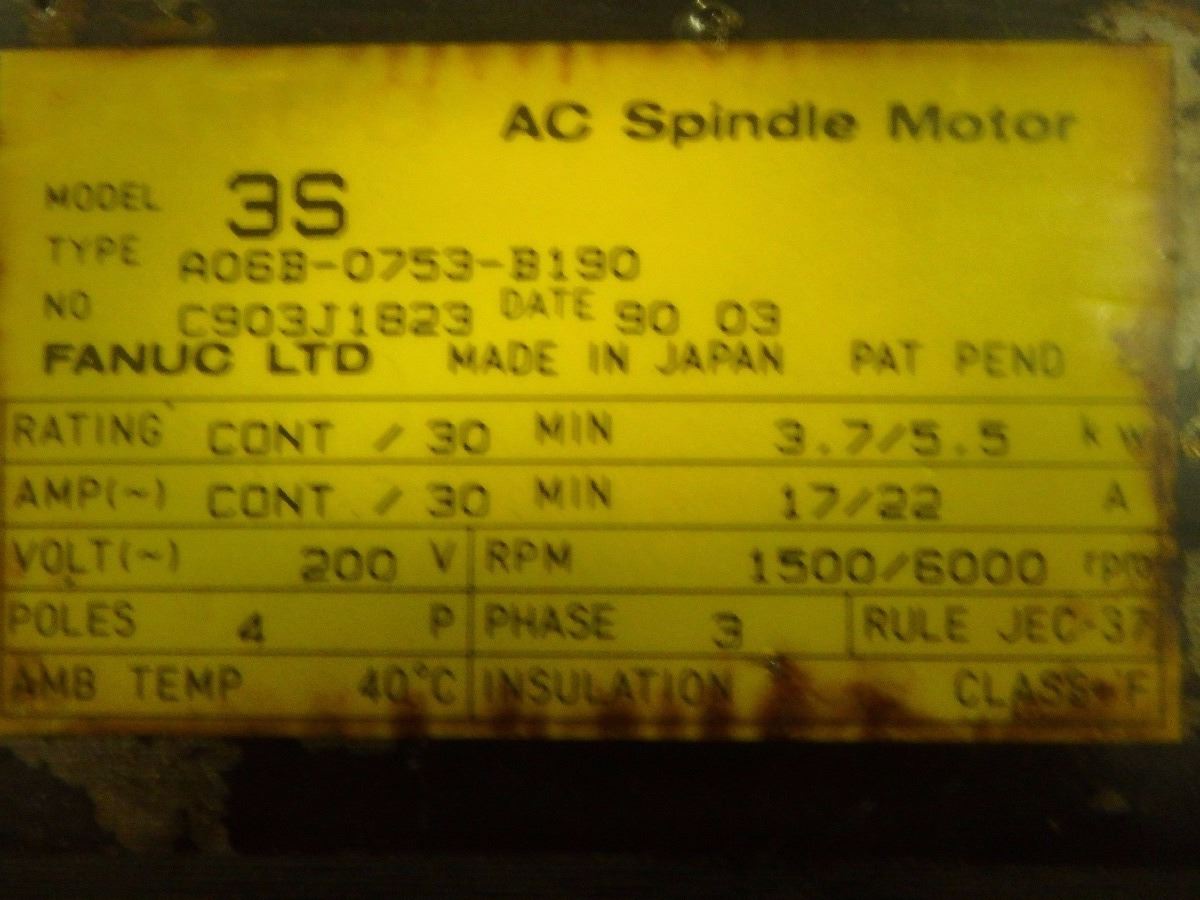 AC Spindle Motor
MODEL 3S
TYPE A06B-0753-B190
NO C903J1823 DATE 90 03
FANUC LTD MADE IN JAPAN PAT PEND
RATING CONT / 30 MIN 3.7/5.5 kW
AMP(~) CONT / 30 MIN 17/22 A
VOLT(~) 200 V RPM 1500/6000 rpm
POLES 4 P PHASE 3 RULE JEC-37
AMB TEMP 40°C INSULATION CLASS F